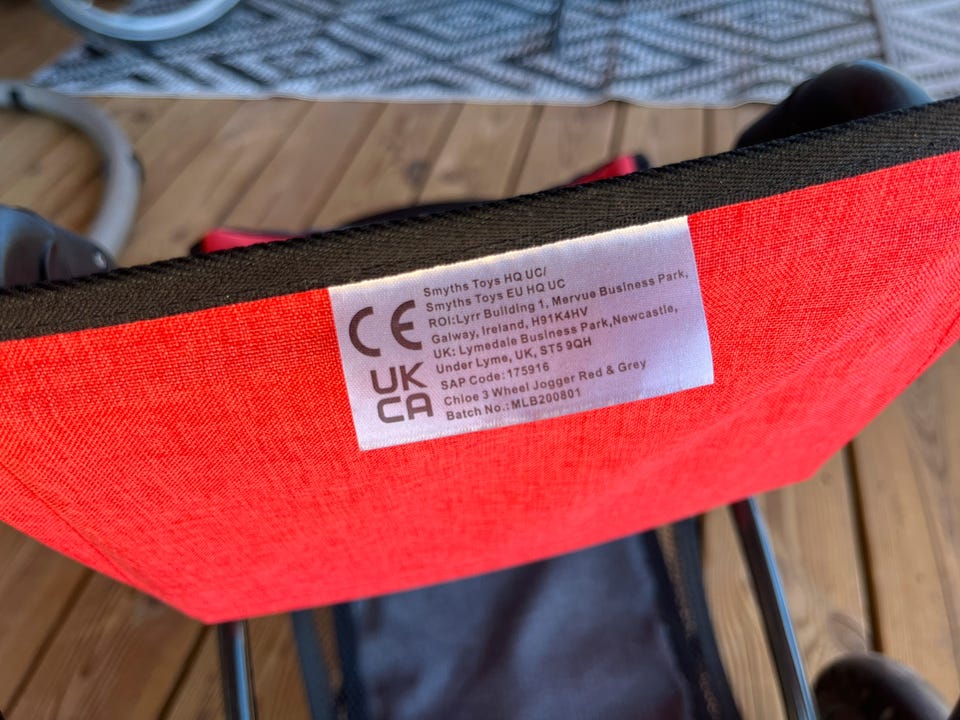 CE
UK
CA
Smyths Toys HQ UC/
Smyths Toys EU HQ UC
ROI:Lyrr Building 1, Mervue Business Park,
Galway, Ireland, H91K4HV
UK: Lymedale Business Park,Newcastle,
Under Lyme, UK, ST5 9QH
SAP Code:175916
Chloe 3 Wheel Jogger Red & Grey
Batch No.:MLB200801